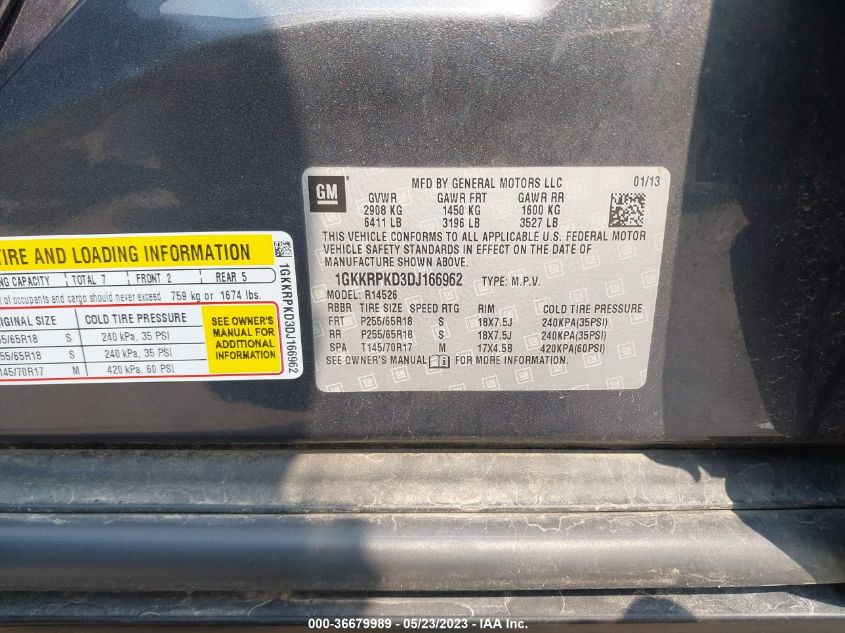 TIRE AND LOADING INFORMATION
CAPACITY TOTAL 7 FRONT 2 REAR 5
of occupants and cargo should never exceed 759 kg or 1674 lbs.
ORIGINAL SIZE COLD TIRE PRESSURE
55/65R18 S 240 kPa, 35 PSI
255/65R18 S 240 kPa, 35 PSI
145/70R17 M 420 kPa, 60 PSI
SEE OWNER'S
MANUAL FOR
ADDITIONAL
INFORMATION
1GKKRPKD3DJ166962
GM
MFD BY GENERAL MOTORS LLC 01/13
GVWR GAWR FRT GAWR RR
2908 KG 1450 KG 1600 KG
6411 LB 3196 LB 3527 LB
THIS VEHICLE CONFORMS TO ALL APPLICABLE U.S. FEDERAL MOTOR
VEHICLE SAFETY STANDARDS IN EFFECT ON THE DATE OF
MANUFACTURE SHOWN ABOVE.
1GKKRPKD3DJ166962 TYPE: M.P.V.
MODEL: R14526
RBBR TIRE SIZE SPEED RTG RIM COLD TIRE PRESSURE
FRT P255/65R18 S 18X7.5J 240KPA(35PSI)
RR P255/65R18 S 18X7.5J 240KPA(35PSI)
SPA T145/70R17 M 17X4.5B 420KPA(60PSI)
SEE OWNER'S MANUAL FOR MORE INFORMATION.
000-36679989 - 05/23/2023 - IAA Inc.